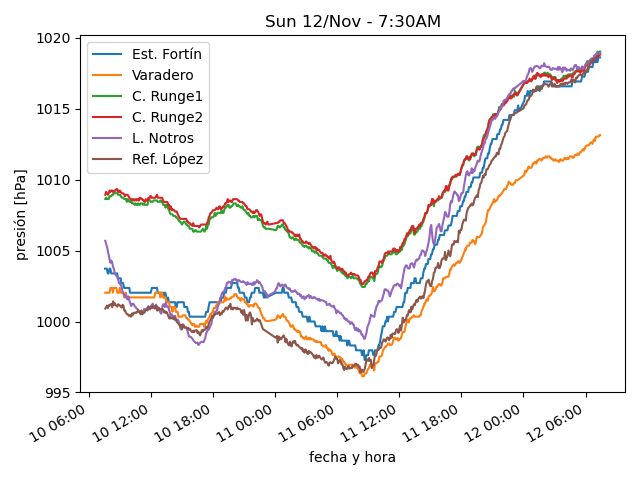 Sun 12/Nov - 7:30AM
1020
1015
1010
1005
1000
995
presión [hPa]
Est. Fortín
Varadero
C. Runge1
C. Runge2
L. Notros
Ref. López
10 06:00
10 12:00
10 18:00
11 00:00
11 06:00
11 12:00
11 18:00
12 00:00
12 06:00
fecha y hora